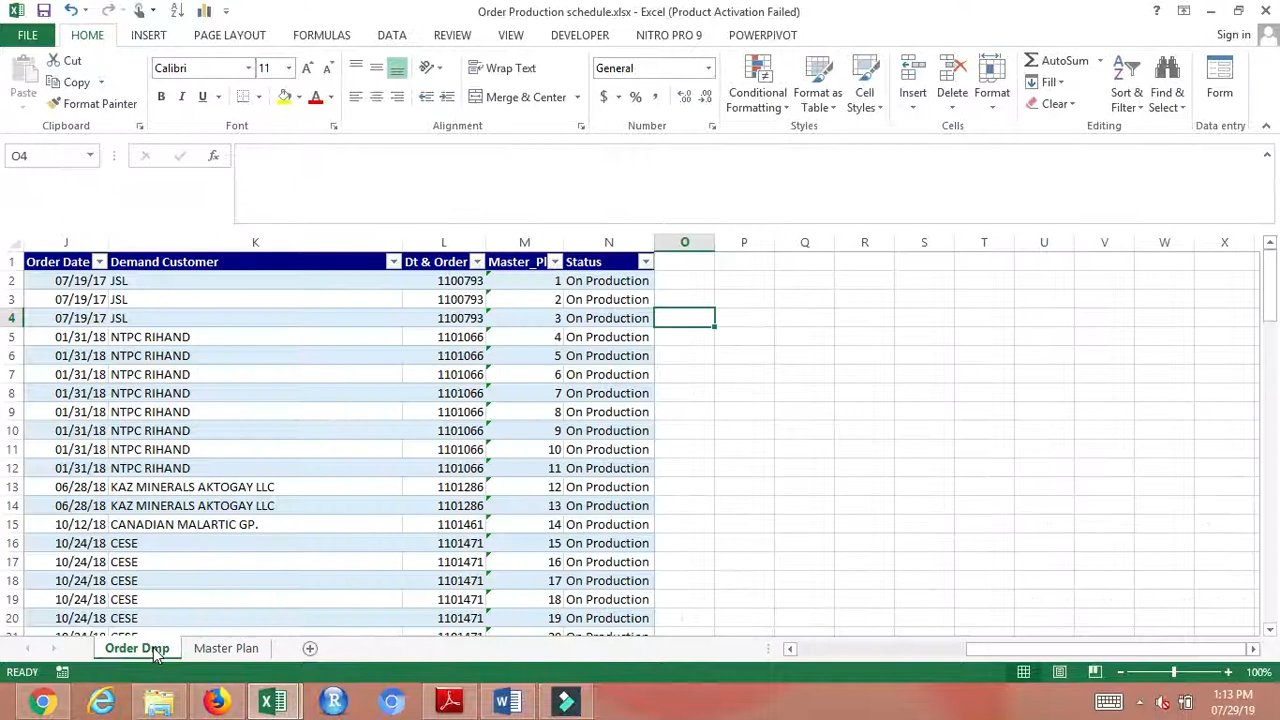 Order Production schedule.xlsx - Excel (Product Activation Failed)
FILE HOME INSERT PAGE LAYOUT FORMULAS DATA REVIEW VIEW DEVELOPER NITRO PRO 9 POWERPIVOT Sign in
Paste Cut Copy Format Painter
Calibri 11
B I U A
Wrap Text
Merge & Center
General
$ % ,
Conditional Formatting
Format as Table
Cell Styles
Insert Delete Format
AutoSum
Fill
Clear
Sort & Filter
Find & Select
Form
Clipboard Font Alignment Number Styles Cells Editing Data entry
O4 fx
J K L M N O P Q R S T U V W X
1 Order Date Demand Customer Dt & Order Master_Pl Status
2 07/19/17 JSL 1100793 1 On Production
3 07/19/17 JSL 1100793 2 On Production
4 07/19/17 JSL 1100793 3 On Production
5 01/31/18 NTPC RIHAND 1101066 4 On Production
6 01/31/18 NTPC RIHAND 1101066 5 On Production
7 01/31/18 NTPC RIHAND 1101066 6 On Production
8 01/31/18 NTPC RIHAND 1101066 7 On Production
9 01/31/18 NTPC RIHAND 1101066 8 On Production
10 01/31/18 NTPC RIHAND 1101066 9 On Production
11 01/31/18 NTPC RIHAND 1101066 10 On Production
12 01/31/18 NTPC RIHAND 1101066 11 On Production
13 06/28/18 KAZ MINERALS AKTOGAY LLC 1101286 12 On Production
14 06/28/18 KAZ MINERALS AKTOGAY LLC 1101286 13 On Production
15 10/12/18 CANADIAN MALARTIC GP. 1101461 14 On Production
16 10/24/18 CESE 1101471 15 On Production
17 10/24/18 CESE 1101471 16 On Production
18 10/24/18 CESE 1101471 17 On Production
19 10/24/18 CESE 1101471 18 On Production
20 10/24/18 CESE 1101471 19 On Production
Order Dmp Master Plan
READY 100%
1:13 PM
07/29/19